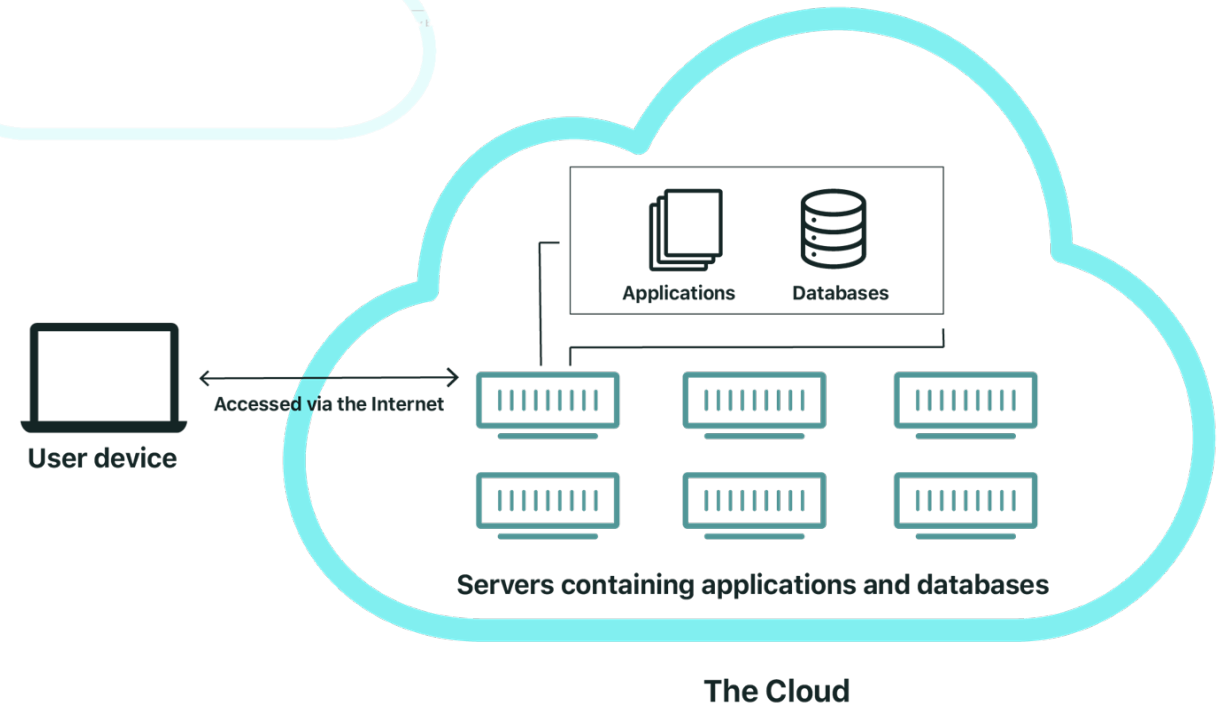 Applications
Databases
Accessed via the Internet
User device
Servers containing applications and databases
The Cloud